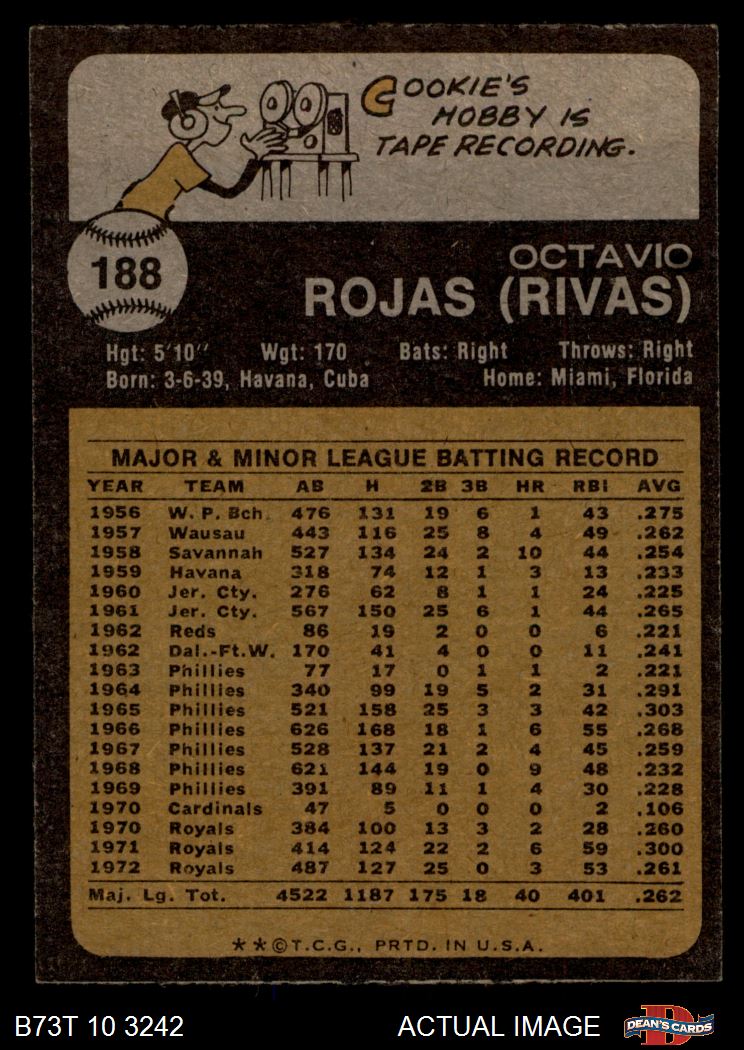 COOKIE'S
HOBBY IS
TAPE RECORDING.
188
OCTAVIO
ROJAS (RIVAS)
Hgt: 5'10" Wgt: 170 Bats: Right Throws: Right
Born: 3-6-39, Havana, Cuba Home: Miami, Florida
MAJOR & MINOR LEAGUE BATTING RECORD
YEAR TEAM AB H 2B 3B HR RBI AVG
1956 W. P. Bch. 476 131 19 6 1 43 .275
1957 Wausau 443 116 25 8 4 49 .262
1958 Savannah 527 134 24 2 10 44 .254
1959 Havana 318 74 12 1 3 13 .233
1960 Jer. Cty. 276 62 8 1 1 24 .225
1961 Jer. Cty. 567 150 25 6 1 44 .265
1962 Reds 86 19 2 0 0 6 .221
1962 Dal.-Ft.W. 170 41 4 0 0 11 .241
1963 Phillies 77 17 0 1 1 2 .221
1964 Phillies 340 99 19 5 2 31 .291
1965 Phillies 521 158 25 3 3 42 .303
1966 Phillies 626 168 18 1 6 55 .268
1967 Phillies 528 137 21 2 4 45 .259
1968 Phillies 621 144 19 0 9 48 .232
1969 Phillies 391 89 11 1 4 30 .228
1970 Cardinals 47 5 0 0 0 2 .106
1970 Royals 384 100 13 3 2 28 .260
1971 Royals 414 124 22 2 6 59 .300
1972 Royals 487 127 25 0 3 53 .261
Maj. Lg. Tot. 4522 1187 175 18 40 401 .262
★★©T.C.G., PRTD. IN U.S.A.
B73T 10 3242 ACTUAL IMAGE D DEAN'S CARDS